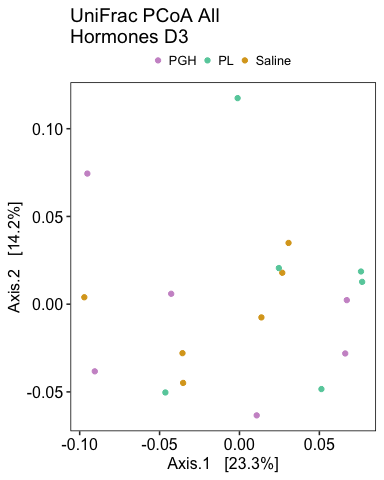 UniFrac PCoA All
Hormones D3
PGH PL Saline
0.10
0.05
0.00
-0.05
Axis.2 [14.2%]
-0.10 -0.05 0.00 0.05
Axis.1 [23.3%]